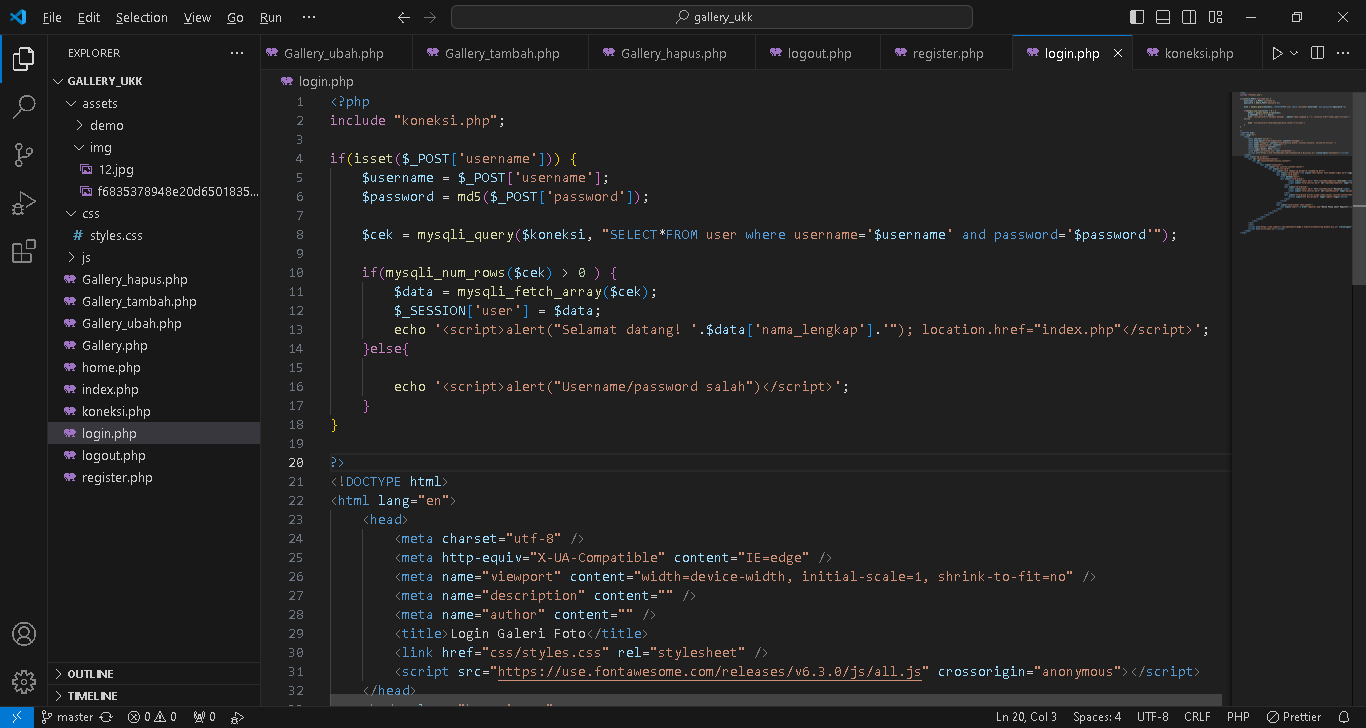 File Edit Selection View Go Run ··· gallery_ukk
EXPLORER ···
GALLERY_UKK
assets
demo
img
12.jpg
f6835378948e20d6501835...
css
# styles.css
js
Gallery_hapus.php
Gallery_tambah.php
Gallery_ubah.php
Gallery.php
home.php
index.php
koneksi.php
login.php
logout.php
register.php
OUTLINE
TIMELINE
Gallery_ubah.php Gallery_tambah.php Gallery_hapus.php logout.php register.php login.php koneksi.php ···
login.php
1 <?php
2 include "koneksi.php";
3
4 if(isset($_POST['username'])) {
5     $username = $_POST['username'];
6     $password = md5($_POST['password']);
7
8     $cek = mysqli_query($koneksi, "SELECT*FROM user where username='$username' and password='$password'");
9
10     if(mysqli_num_rows($cek) > 0 ) {
11         $data = mysqli_fetch_array($cek);
12         $_SESSION['user'] = $data;
13         echo '<script>alert("Selamat datang! '.$data['nama_lengkap'].'"); location.href="index.php"</script>';
14     }else{
15
16         echo '<script>alert("Username/password salah")</script>';
17     }
18 }
19
20 ?>
21 <!DOCTYPE html>
22 <html lang="en">
23     <head>
24         <meta charset="utf-8" />
25         <meta http-equiv="X-UA-Compatible" content="IE=edge" />
26         <meta name="viewport" content="width=device-width, initial-scale=1, shrink-to-fit=no" />
27         <meta name="description" content="" />
28         <meta name="author" content="" />
29         <title>Login Galeri Foto</title>
30         <link href="css/styles.css" rel="stylesheet" />
31         <script src="https://use.fontawesome.com/releases/v6.3.0/js/all.js" crossorigin="anonymous"></script>
32     </head>
master 0 0 0 Ln 20, Col 3 Spaces: 4 UTF-8 CRLF PHP Prettier